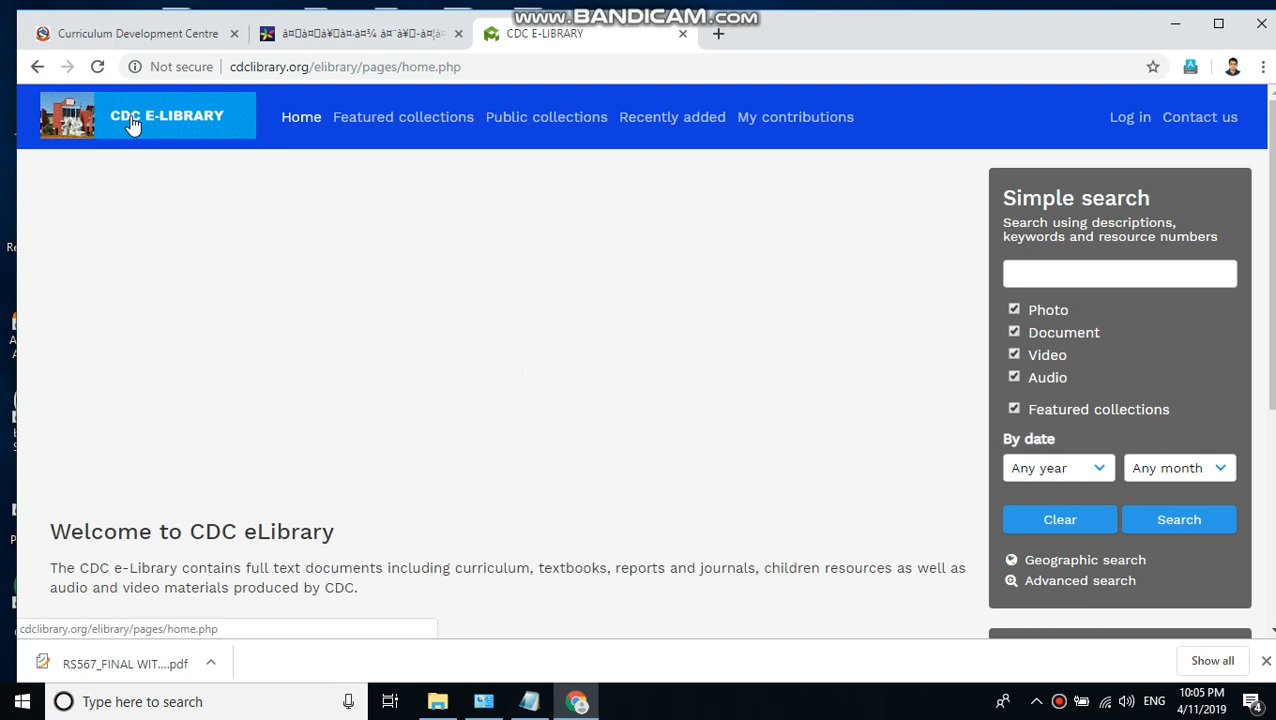 www.BANDICAM.com
Curriculum Development Centre
CDC E-LIBRARY
Not secure
cdclibrary.org/elibrary/pages/home.php
CDC E-LIBRARY
Home
Featured collections
Public collections
Recently added
My contributions
Log in
Contact us
Simple search
Search using descriptions,
keywords and resource numbers
Photo
Document
Video
Audio
Featured collections
By date
Any year
Any month
Clear
Search
Geographic search
Advanced search
Welcome to CDC eLibrary
The CDC e-Library contains full text documents including curriculum, textbooks, reports and journals, children resources as well as
audio and video materials produced by CDC.
cdclibrary.org/elibrary/pages/home.php
RS567_FINAL WIT....pdf
Show all
Type here to search
ENG
10:05 PM
4/11/2019
4